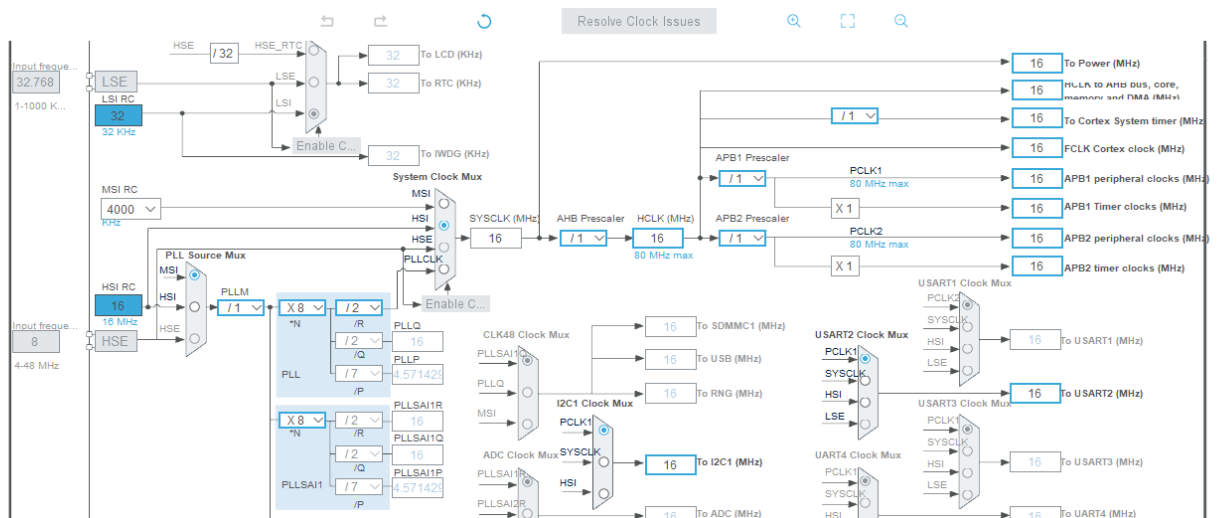 Resolve Clock Issues
HSE
/ 32
HSE_RTC
32
To LCD (KHz)
Input freque...
32.768
1-1000 K...
LSE
LSE
32
To RTC (KHz)
LSI RC
32
32 KHz
LSI
Enable C...
32
To IWDG (KHz)
16
To Power (MHz)
16
HCLK to AHB bus, core,
memory and DMA (MHz)
/ 1
16
To Cortex System timer (MHz
16
FCLK Cortex clock (MHz)
APB1 Prescaler
/ 1
PCLK1
80 MHz max
16
APB1 peripheral clocks (MHz)
X 1
16
APB1 Timer clocks (MHz)
System Clock Mux
MSI RC
4000
KHz
MSI
HSI
HSE
PLLCLK
SYSCLK (MHz)
16
AHB Prescaler
/ 1
HCLK (MHz)
16
80 MHz max
APB2 Prescaler
/ 1
PCLK2
80 MHz max
16
APB2 peripheral clocks (MHz)
X 1
16
APB2 timer clocks (MHz)
Enable C...
PLL Source Mux
MSI
HSI
HSE
HSI RC
16
16 MHz
Input freque...
8
4-48 MHz
HSE
PLLM
/ 1
X 8
*N
/ 2
/R
PLLQ
/ 2
16
/Q
PLLP
PLL
/ 7
4.571429
/P
X 8
*N
PLLSAI1R
/ 2
16
/R
PLLSAI1Q
/ 2
16
/Q
PLLSAI1P
PLLSAI1
/ 7
4.571429
/P
CLK48 Clock Mux
PLLSAI1Q
PLLQ
MSI
16
To SDMMC1 (MHz)
16
To USB (MHz)
16
To RNG (MHz)
I2C1 Clock Mux
PCLK1
SYSCLK
HSI
16
To I2C1 (MHz)
ADC Clock Mux
PLLSAI1R
PLLSAI2R
16
To ADC (MHz)
USART1 Clock Mux
PCLK2
SYSCLK
HSI
LSE
16
To USART1 (MHz)
USART2 Clock Mux
PCLK1
SYSCLK
HSI
LSE
16
To USART2 (MHz)
USART3 Clock Mux
PCLK1
SYSCLK
HSI
LSE
16
To USART3 (MHz)
UART4 Clock Mux
PCLK1
SYSCLK
HSI
16
To UART4 (MHz)